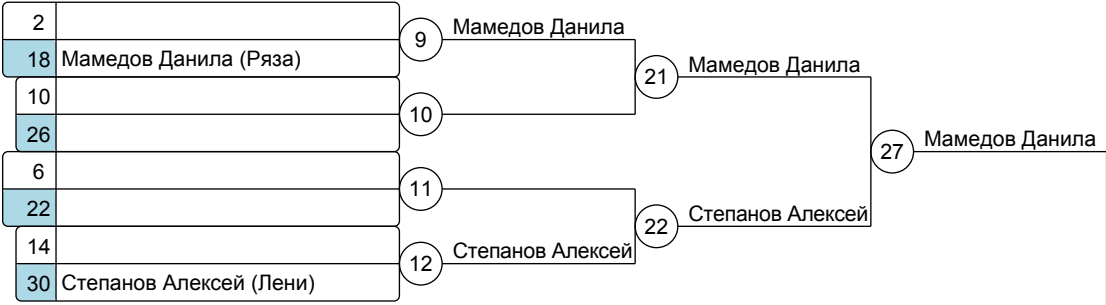 2
9
Мамедов Данила
18 Мамедов Данила (Ряза)
21
Мамедов Данила
10
10
26
27
Мамедов Данила
6
11
22
22
Степанов Алексей
14
12
Степанов Алексей
30 Степанов Алексей (Лени)